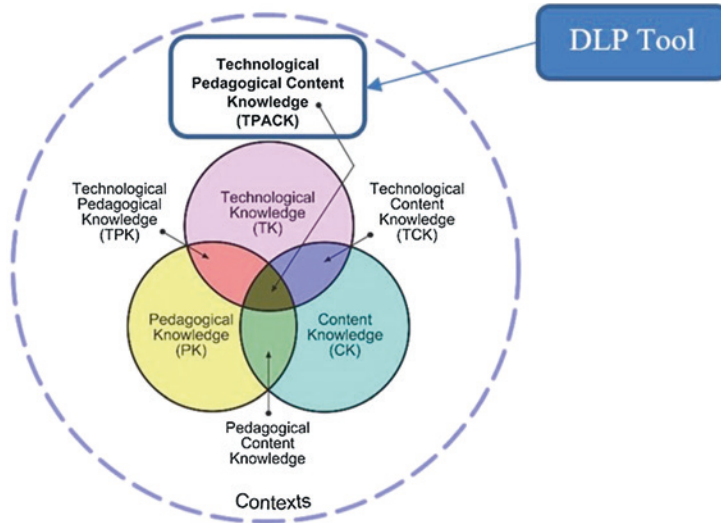 Technological
Pedagogical Content
Knowledge
(TPACK)
DLP Tool
Technological
Pedagogical
Knowledge
(TPK)
Technological
Knowledge
(TK)
Technological
Content
Knowledge
(TCK)
Pedagogical
Knowledge
(PK)
Content
Knowledge
(CK)
Pedagogical
Content
Knowledge
Contexts